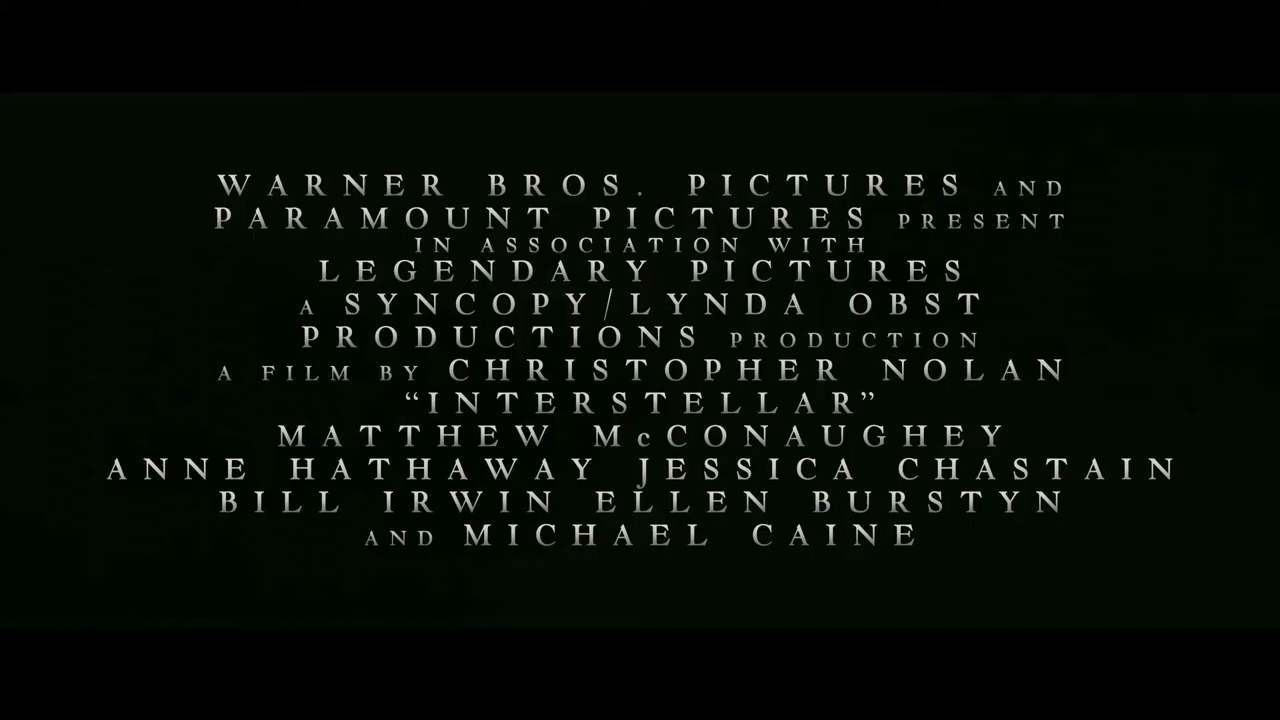 WARNER BROS. PICTURES AND
PARAMOUNT PICTURES PRESENT
IN ASSOCIATION WITH
LEGENDARY PICTURES
A SYNCOPY/LYNDA OBST
PRODUCTIONS PRODUCTION
A FILM BY CHRISTOPHER NOLAN
“INTERSTELLAR”
MATTHEW McCONAUGHEY
ANNE HATHAWAY JESSICA CHASTAIN
BILL IRWIN ELLEN BURSTYN
AND MICHAEL CAINE